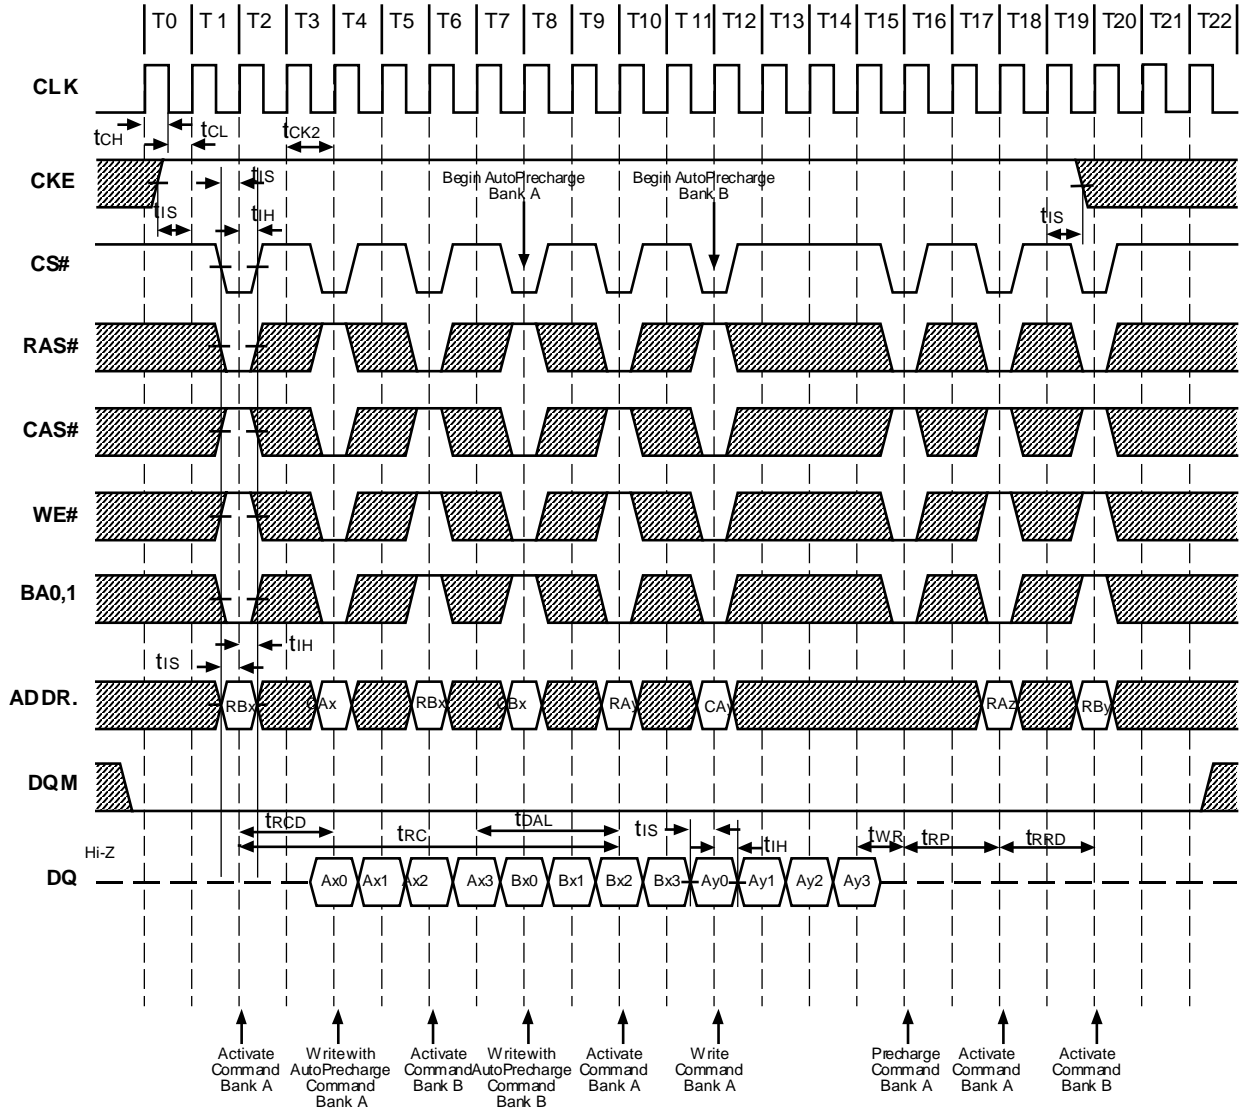 T0 T1 T2 T3 T4 T5 T6 T7 T8 T9 T10 T11 T12 T13 T14 T15 T16 T17 T18 T19 T20 T21 T22
CLK
tCH tCL tCK2
CKE
tIS
Begin AutoPrecharge
Bank A
Begin AutoPrecharge
Bank B
tIS tIH tIS
CS#
RAS#
CAS#
WE#
BA0,1
tIH
tIS
ADDR.
RBx CAx RBx CBx RAy CAy RAz RBy
DQM
tRCD tDAL tIS tWR tRP tRRD
tRC tIH
Hi-Z
DQ
Ax0 Ax1 Ax2 Ax3 Bx0 Bx1 Bx2 Bx3 Ay0 Ay1 Ay2 Ay3
Activate
Command
Bank A
Write with
AutoPrecharge
Command
Bank A
Activate
Command
Bank B
Write with
AutoPrecharge
Command
Bank B
Activate
Command
Bank A
Write
Command
Bank A
Precharge
Command
Bank A
Activate
Command
Bank A
Activate
Command
Bank B